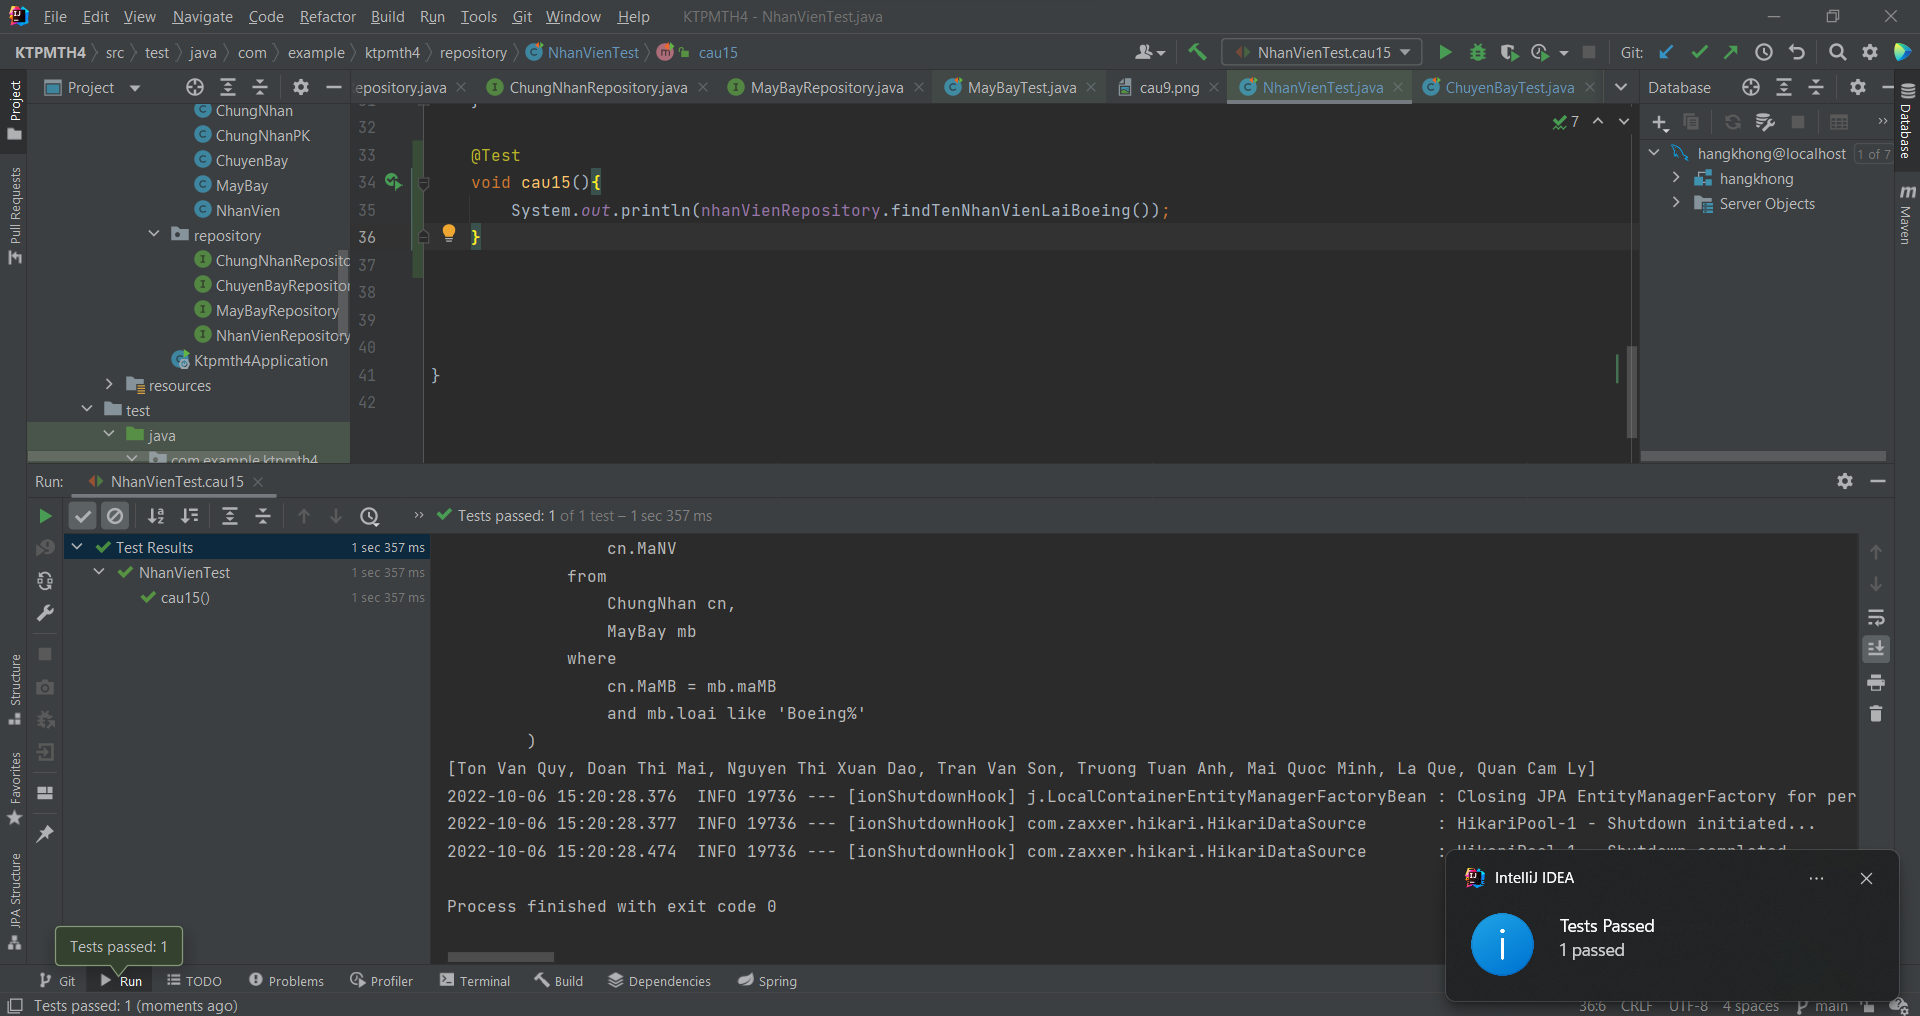 File Edit View Navigate Code Refactor Build Run Tools Git Window Help KTPMTH4 - NhanVienTest.java
KTPMTH4 src test java com example ktpmth4 repository NhanVienTest cau15
NhanVienTest.cau15 Git:
Project
epository.java ChungNhanRepository.java MayBayRepository.java MayBayTest.java cau9.png NhanVienTest.java ChuyenBayTest.java
Database
Project
Pull Requests
ChungNhan
ChungNhanPK
ChuyenBay
MayBay
NhanVien
repository
ChungNhanReposito
ChuyenBayRepositor
MayBayRepository
NhanVienRepository
Ktpmth4Application
resources
test
java
com.example.ktpmth4
7
32
33 @Test
34 void cau15(){
35 System.out.println(nhanVienRepository.findTenNhanVienLaiBoeing());
36 }
37
38
39
40
41 }
42
hangkhong@localhost 1 of 7
hangkhong
Server Objects
Database
Maven
Run: NhanVienTest.cau15
Tests passed: 1 of 1 test – 1 sec 357 ms
Test Results 1 sec 357 ms
NhanVienTest 1 sec 357 ms
cau15() 1 sec 357 ms
cn.MaNV
from
ChungNhan cn,
MayBay mb
where
cn.MaMB = mb.maMB
and mb.loai like 'Boeing%'
)
[Ton Van Quy, Doan Thi Mai, Nguyen Thi Xuan Dao, Tran Van Son, Truong Tuan Anh, Mai Quoc Minh, La Que, Quan Cam Ly]
2022-10-06 15:20:28.376 INFO 19736 --- [ionShutdownHook] j.LocalContainerEntityManagerFactoryBean : Closing JPA EntityManagerFactory for per
2022-10-06 15:20:28.377 INFO 19736 --- [ionShutdownHook] com.zaxxer.hikari.HikariDataSource : HikariPool-1 - Shutdown initiated...
2022-10-06 15:20:28.474 INFO 19736 --- [ionShutdownHook] com.zaxxer.hikari.HikariDataSource : HikariPool-1 - Shutdown completed
Process finished with exit code 0
Structure
Favorites
JPA Structure
Tests passed: 1
IntelliJ IDEA
Tests Passed
1 passed
Git Run TODO Problems Profiler Terminal Build Dependencies Spring
Tests passed: 1 (moments ago)
36:6 CRLF UTF-8 4 spaces main